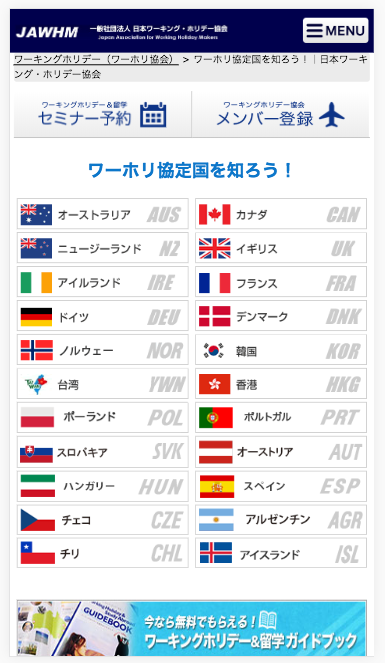 JAWHM 一般社団法人 日本ワーキング・ホリデー協会
Japan Association for Working Holiday Makers
MENU
ワーキングホリデー（ワーホリ協会） > ワーホリ協定国を知ろう！｜日本ワーキ
ング・ホリデー協会
ワーキングホリデー＆留学
セミナー予約
ワーキングホリデー協会
メンバー登録
ワーホリ協定国を知ろう！
オーストラリア AUS
カナダ CAN
ニュージーランド NZ
イギリス UK
アイルランド IRE
フランス FRA
ドイツ DEU
デンマーク DNK
ノルウェー NOR
韓国 KOR
台湾 YWN
香港 HKG
ポーランド POL
ポルトガル PRT
スロバキア SVK
オーストリア AUT
ハンガリー HUN
スペイン ESP
チェコ CZE
アルゼンチン AGR
チリ CHL
アイスランド ISL
GUIDEBOOK
今なら無料でもらえる！
ワーキングホリデー&留学ガイドブック